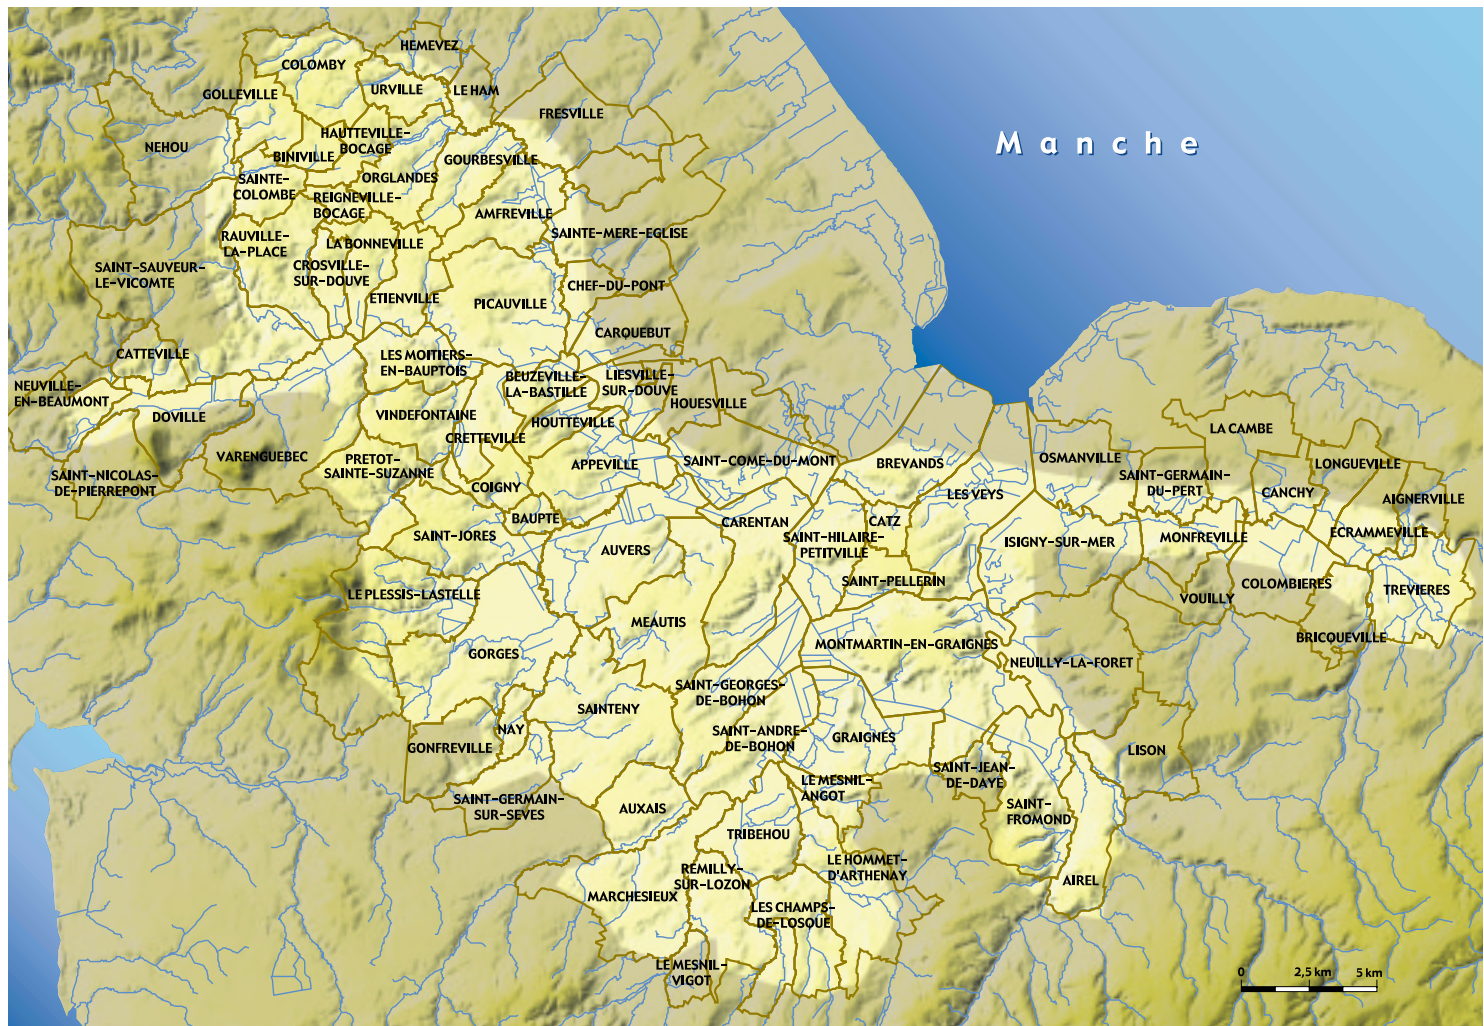 HEMEVEZ
COLOMBY
URVILLE
LE HAM
GOLLEVILLE
FRESVILLE
NEHOU
HAUTTEVILLE-
BOCAGE
BINIVILLE
GOURBESVILLE
Manche
SAINTE-
COLOMBE
ORGLANDES
REIGNEVILLE-
BOCAGE
AMFREVILLE
SAINTE-MERE-EGLISE
RAUVILLE-
LA-PLACE
LA BONNEVILLE
CROSVILLE-
SUR-DOUVE
SAINT-SAUVEUR-
LE-VICOMTE
ETIENVILLE
PICAUVILLE
CHEF-DU-PONT
CARQUEBUT
CATTEVILLE
LES MOITIERS-
EN-BAUPTOIS
BEUZEVILLE-
LA-BASTILLE
LIESVILLE-
SUR-DOUVE
NEUVILLE-
EN-BEAUMONT
DOVILLE
VINDEFONTAINE
HOUTTEVILLE
HOUESVILLE
CRETTEVILLE
LA CAMBE
VARENGUEBEC
PRETOT-
SAINTE-SUZANNE
APPEVILLE
SAINT-COME-DU-MONT
BREVANDS
OSMANVILLE
LONGUEVILLE
SAINT-NICOLAS-
DE-PIERREPONT
COIGNY
LES VEYS
SAINT-GERMAIN-
DU-PERT
CANCHY
AIGNERVILLE
BAUPTE
CARENTAN
CATZ
SAINT-JORES
SAINT-HILAIRE-
PETITVILLE
ISIGNY-SUR-MER
MONFREVILLE
ECRAMMEVILLE
AUVERS
SAINT-PELLERIN
COLOMBIERES
TREVIERES
LE PLESSIS-LASTELLE
VOUILLY
MEAUTIS
BRICQUEVILLE
MONTMARTIN-EN-GRAIGNES
GORGES
NEUILLY-LA-FORET
SAINT-GEORGES-
DE-BOHON
SAINTENY
NAY
SAINT-ANDRE-
DE-BOHON
GRAIGNES
GONFREVILLE
LISON
SAINT-JEAN-
DE-DAYE
LE MESNIL-
ANGOT
SAINT-GERMAIN-
SUR-SEVES
AUXAIS
SAINT-
FROMOND
TRIBEHOU
LE HOMMET-
D'ARTHENAY
REMILLY-
SUR-LOZON
AIREL
MARCHESIEUX
LES CHAMPS-
DE-LOSQUE
LE MESNIL-
VIGOT
0 2,5 km 5 km